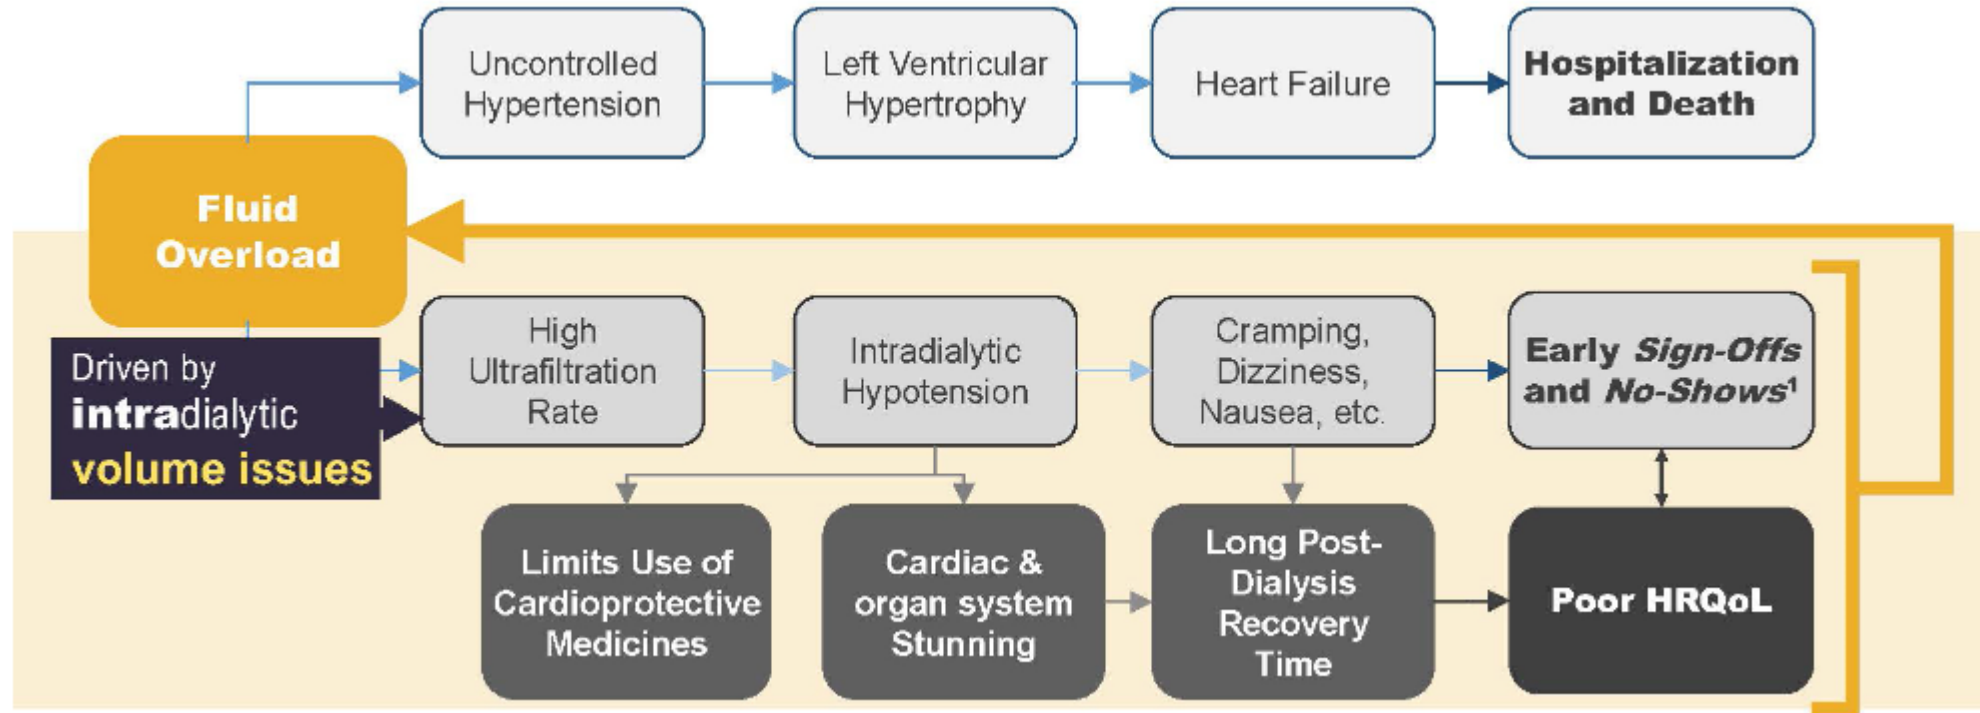 Uncontrolled
Hypertension
Left Ventricular
Hypertrophy
Heart Failure
Hospitalization
and Death
Fluid
Overload
Driven by
intradialytic
volume issues
High
Ultrafiltration
Rate
Intradialytic
Hypotension
Cramping,
Dizziness,
Nausea, etc.
Early Sign-Offs
and No-Shows¹
Limits Use of
Cardioprotective
Medicines
Cardiac &
organ system
Stunning
Long Post-
Dialysis
Recovery
Time
Poor HRQoL